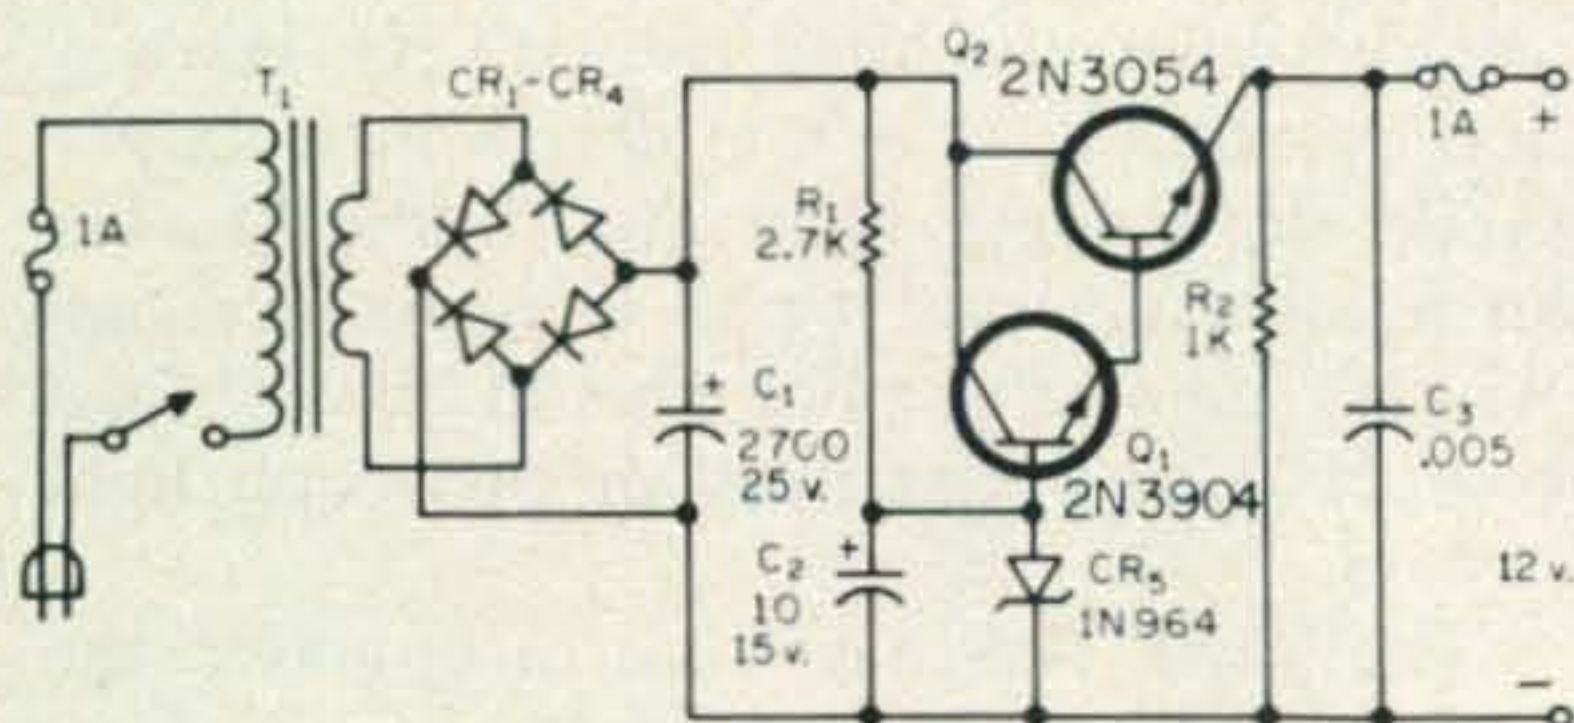 T₁
CR₁-CR₄
Q₂
2N3054
1A
+
1A
R₁
2.7K
R₂
1K
+
C₁
2700
25 v.
Q₁
2N3904
C₃
.005
+
C₂
10
15 v.
CR₅
1N964
12 v.
−